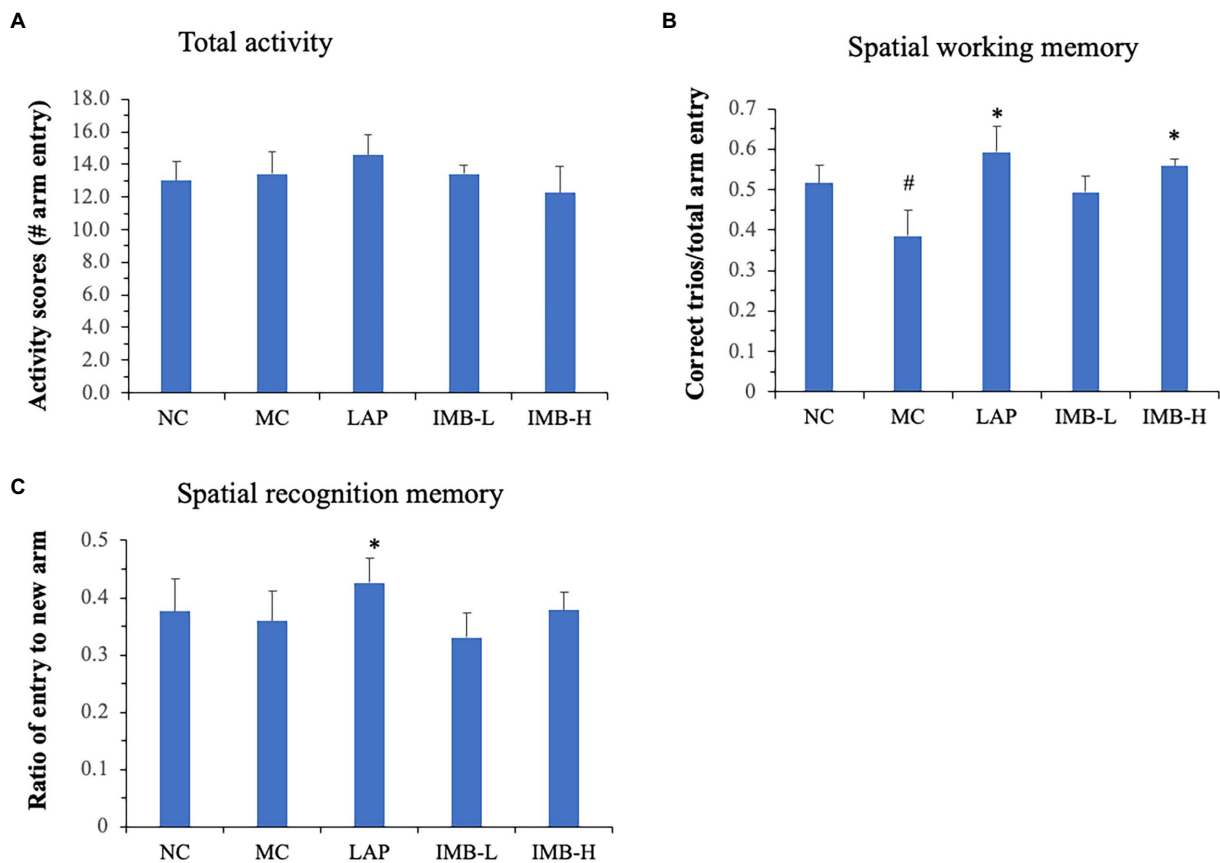 A
Total activity
Activity scores (# arm entry)
18.0
16.0
14.0
12.0
10.0
8.0
6.0
4.0
2.0
0.0
NC MC LAP IMB-L IMB-H
B
Spatial working memory
Correct trios/total arm entry
0.7
0.6
0.5
0.4
0.3
0.2
0.1
0
#
*
*
NC MC LAP IMB-L IMB-H
C
Spatial recognition memory
Ratio of entry to new arm
0.5
0.4
0.3
0.2
0.1
0
*
NC MC LAP IMB-L IMB-H